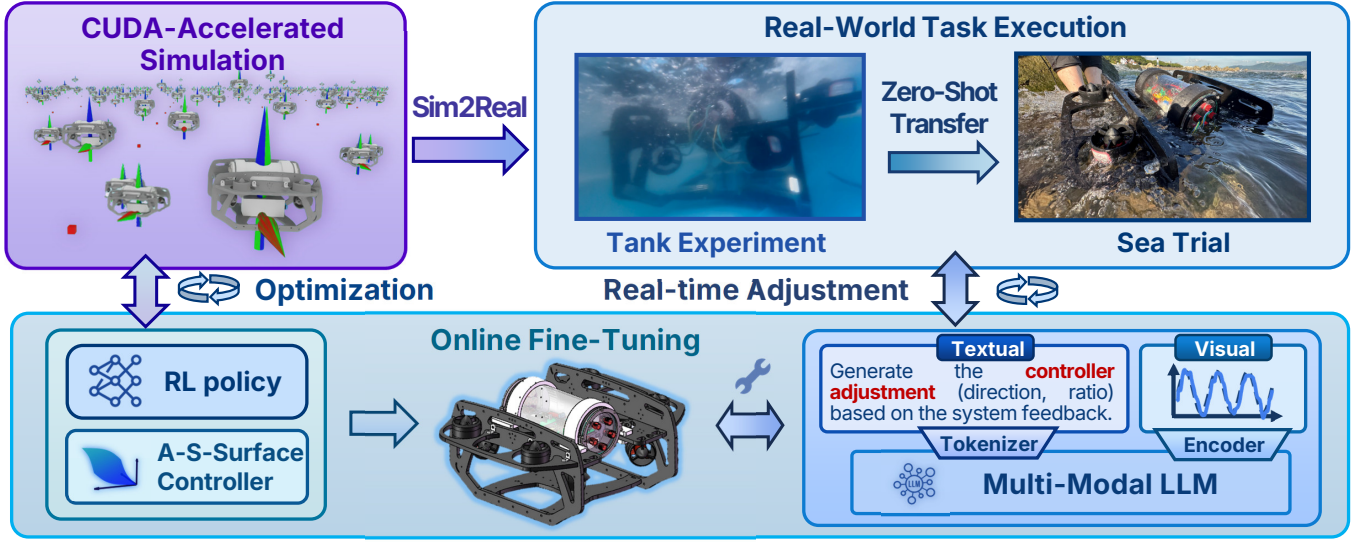 CUDA-Accelerated
Simulation
Sim2Real
Real-World Task Execution
Zero-Shot
Transfer
Tank Experiment
Sea Trial
Optimization
Real-time Adjustment
Online Fine-Tuning
RL policy
A-S-Surface
Controller
Textual
Generate the controller
adjustment (direction, ratio)
based on the system feedback.
Tokenizer
Visual
Encoder
LLM
Multi-Modal LLM